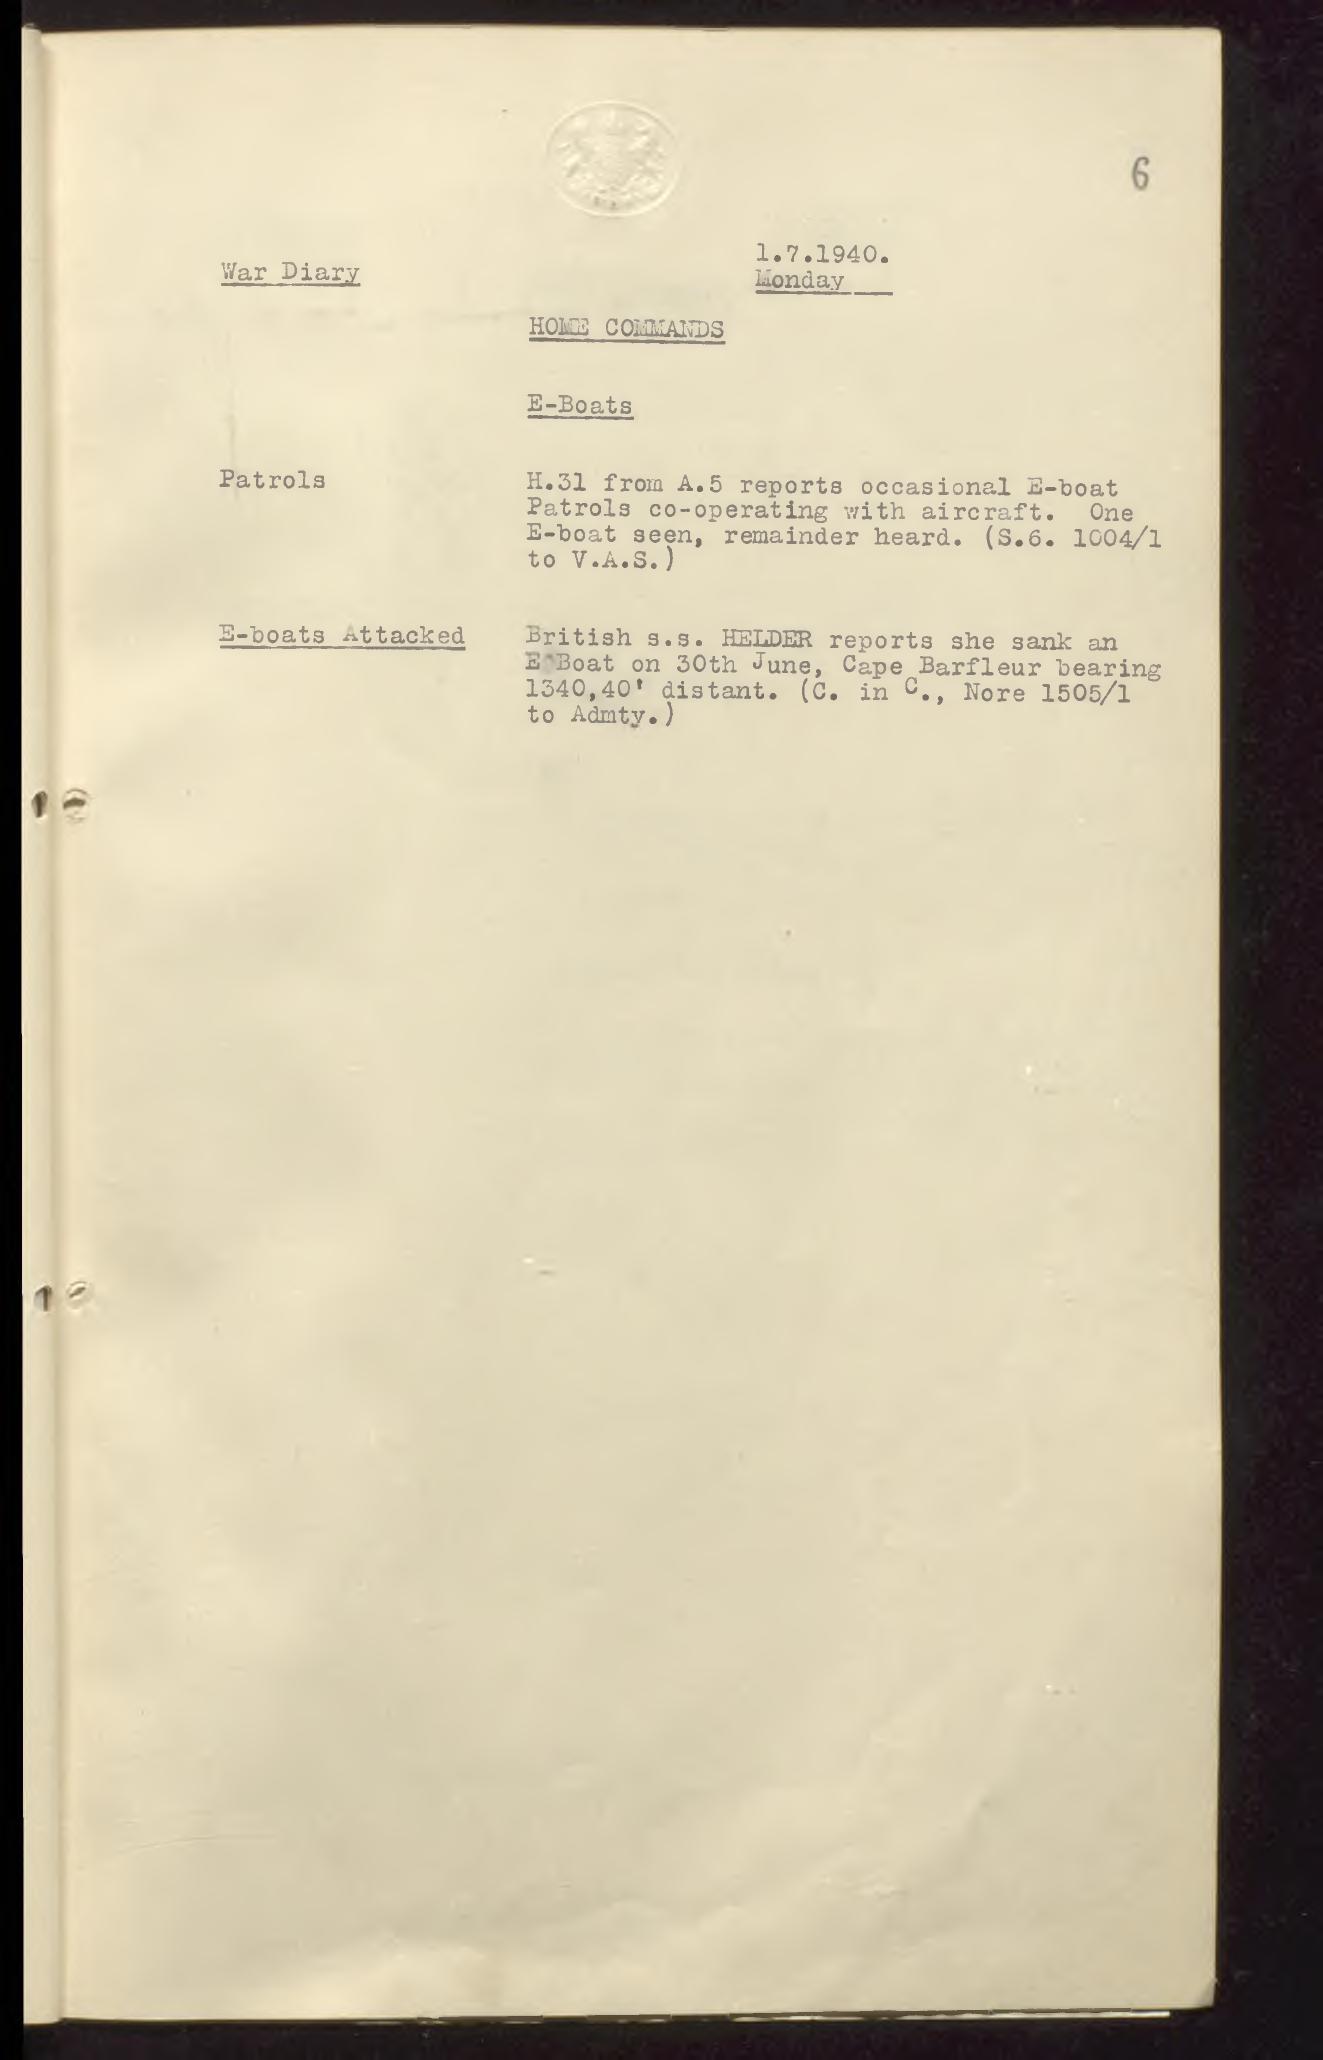 6
1.7.1940.
War Diary
Monday
HOME COMMANDS
E-Boats
Patrols
H.31 from A.5 reports occasional E-boat
Patrols co-operating with aircraft. One
E-boat seen, remainder heard. (S.6. 1004/1
to V.A.S.)
E-boats Attacked
British s.s. HELDER reports she sank an
E-Boat on 30th June, Cape Barfleur bearing
1340,40' distant. (C. in C., Nore 1505/1
to Admty.)